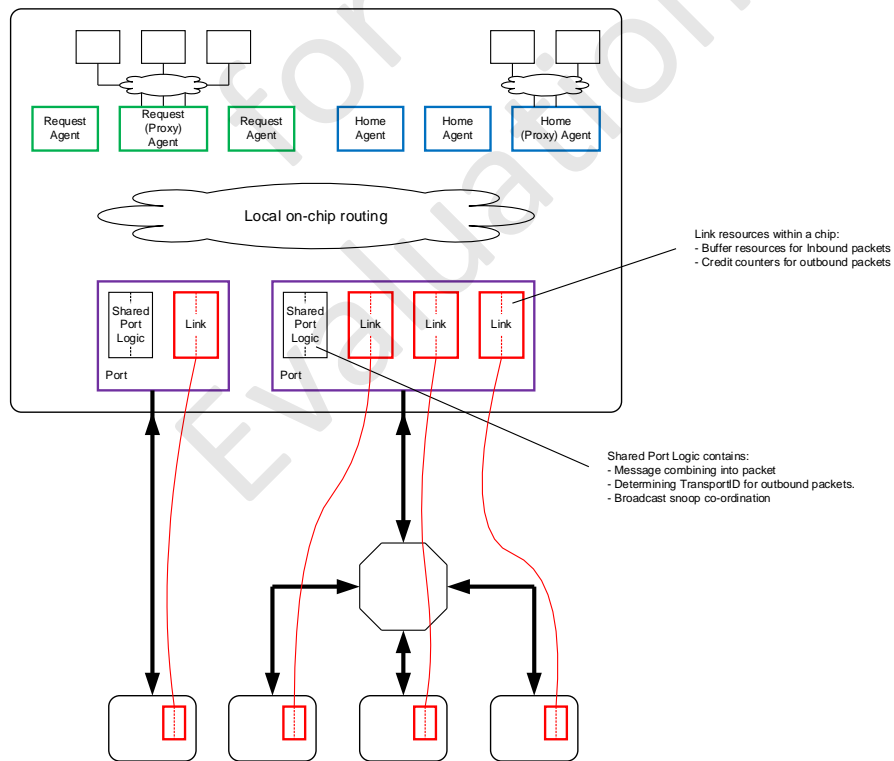 Request
Agent
Request
(Proxy)
Agent
Request
Agent
Home
Agent
Home
Agent
Home
(Proxy) Agent
Local on-chip routing
Link resources within a chip:
- Buffer resources for Inbound packets
- Credit counters for outbound packets
Shared
Port
Logic
Link
Port
Shared
Port
Logic
Link
Link
Link
Port
Shared Port Logic contains:
- Message combining into packet
- Determining TransportID for outbound packets.
- Broadcast snoop co-ordination
Evaluation
for